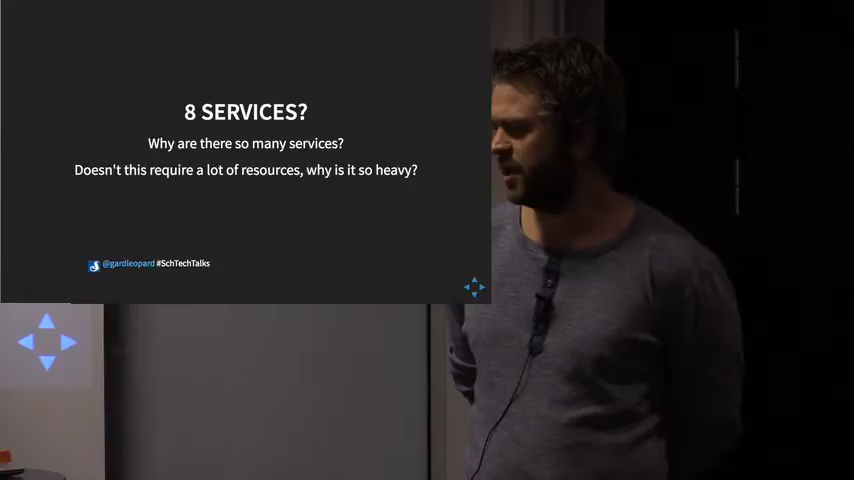 8 SERVICES?
Why are there so many services?
Doesn't this require a lot of resources, why is it so heavy?
@gardleopard #SchTechTalks